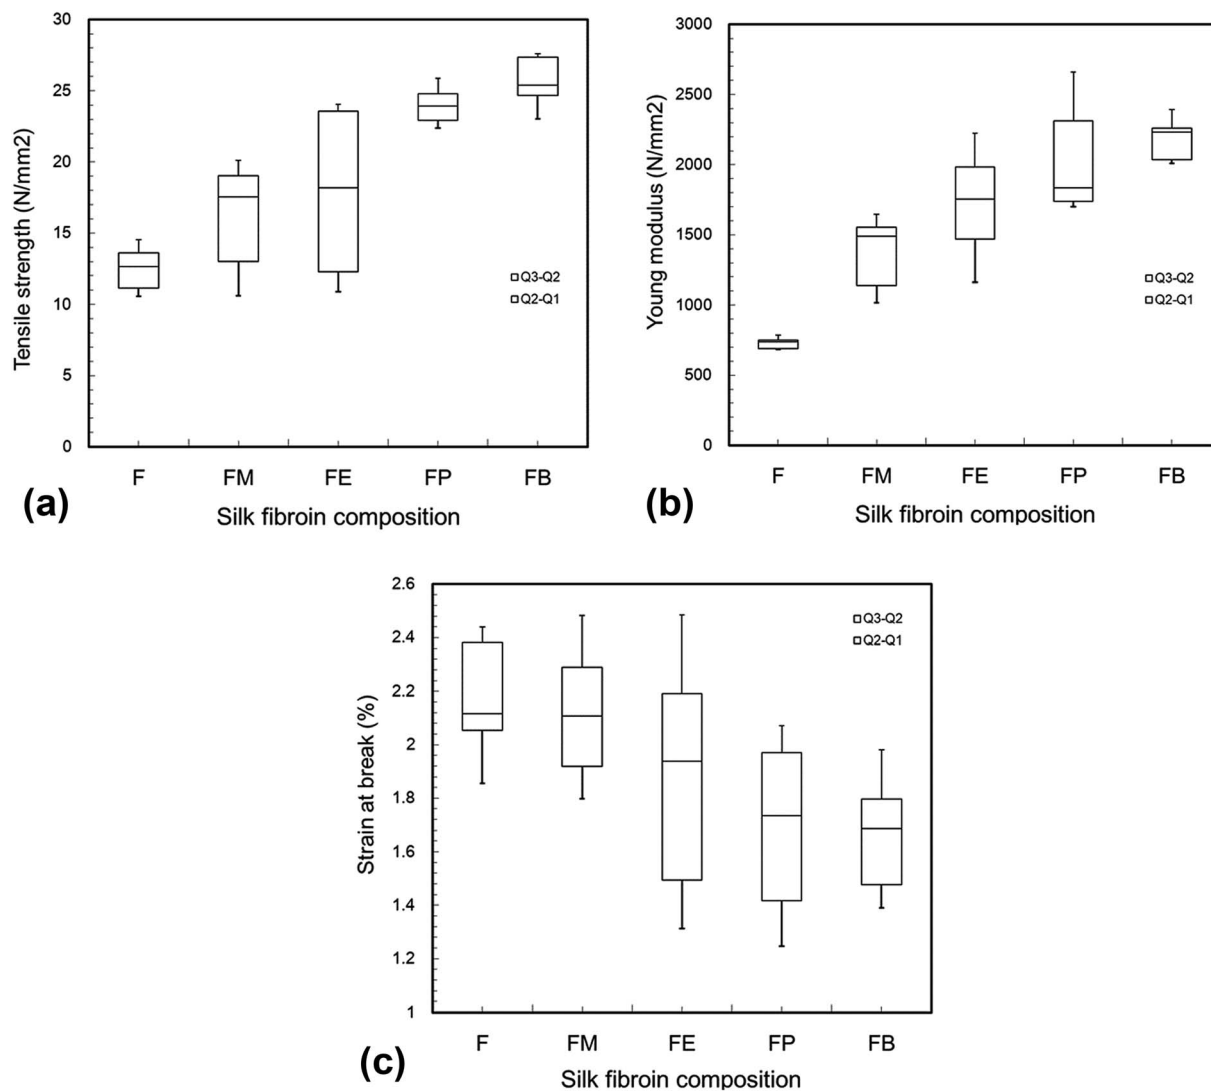 30
25
20
15
10
5
0
Tensile strength (N/mm2)
Q3-Q2
Q2-Q1
F FM FE FP FB
(a)
Silk fibroin composition
3000
2500
2000
1500
1000
500
0
Young modulus (N/mm2)
Q3-Q2
Q2-Q1
F FM FE FP FB
(b)
Silk fibroin composition
2.6
2.4
2.2
2
1.8
1.6
1.4
1.2
1
Strain at break (%)
Q3-Q2
Q2-Q1
F FM FE FP FB
(c)
Silk fibroin composition